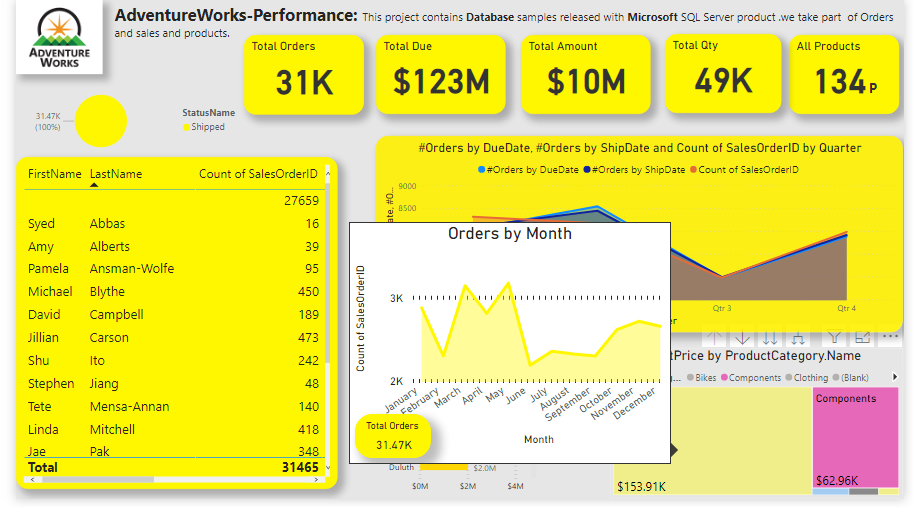 AdventureWorks-Performance: This project contains Database samples released with Microsoft SQL Server product .we take part of Orders
and sales and products.
ADVENTURE
WORKS
Total Orders
31K
Total Due
$123M
Total Amount
$10M
Total Qty
49K
All Products
134P
31.47K
(100%)
StatusName
Shipped
FirstName LastName Count of SalesOrderID
27659
Syed Abbas 16
Amy Alberts 39
Pamela Ansman-Wolfe 95
Michael Blythe 450
David Campbell 189
Jillian Carson 473
Shu Ito 242
Stephen Jiang 48
Tete Mensa-Annan 140
Linda Mitchell 418
Jae Pak 348
Total 31465
#Orders by DueDate, #Orders by ShipDate and Count of SalesOrderID by Quarter
#Orders by DueDate #Orders by ShipDate Count of SalesOrderID
9000
8500
Qtr 3 Qtr 4
Orders by Month
Count of SalesOrderID
3K
2K
January
February
March
April
May
June
July
August
September
October
November
December
Month
Total Orders
31.47K
tPrice by ProductCategory.Name
Bikes Components Clothing (Blank)
Components
$62.96K
$153.91K
Duluth $2.0M
$0M $2M $4M